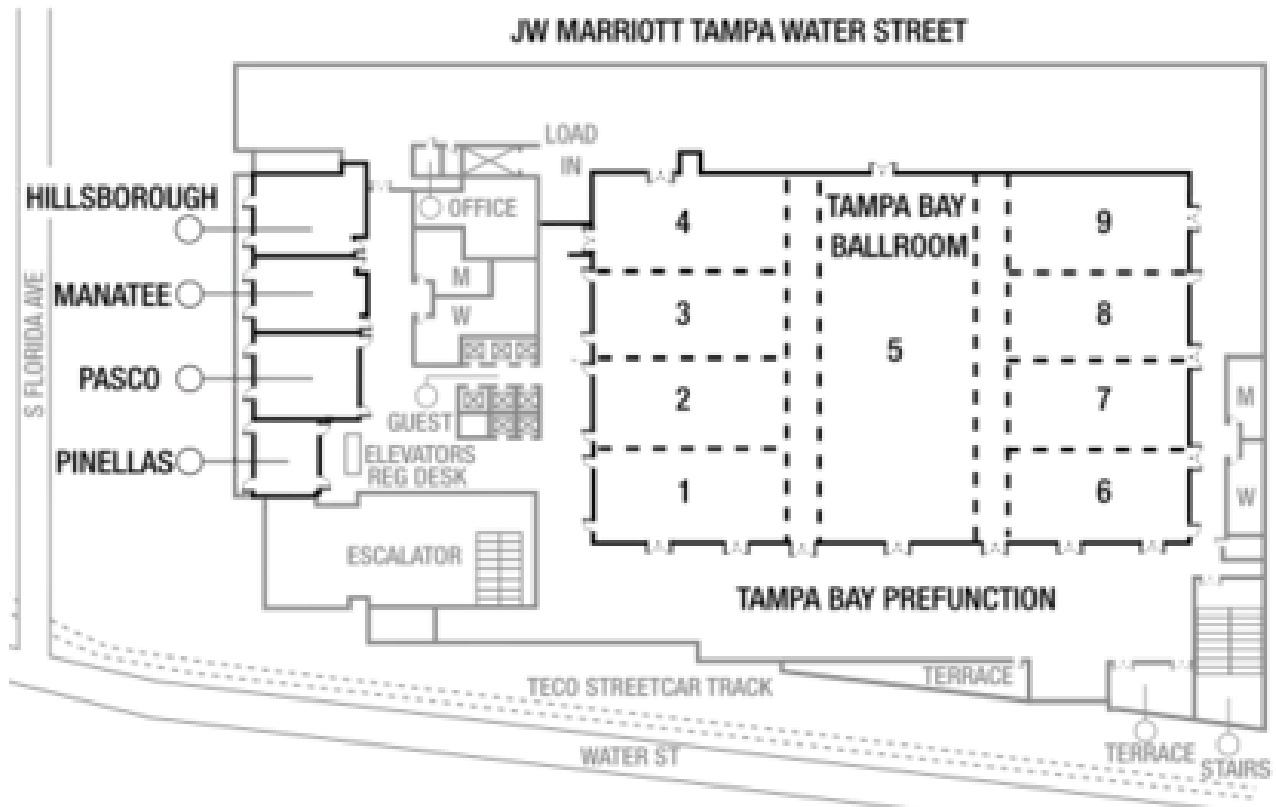 JW MARRIOTT TAMPA WATER STREET
LOAD
IN
HILLSBOROUGH
OFFICE
4
TAMPA BAY
BALLROOM
9
MANATEE
M
W
3
5
8
S FLORIDA AVE
PASCO
GUEST
ELEVATORS
REG DESK
2
7
M
PINELLAS
1
6
W
ESCALATOR
TAMPA BAY PREFUNCTION
TERRACE
TECO STREETCAR TRACK
WATER ST
TERRACE
STAIRS